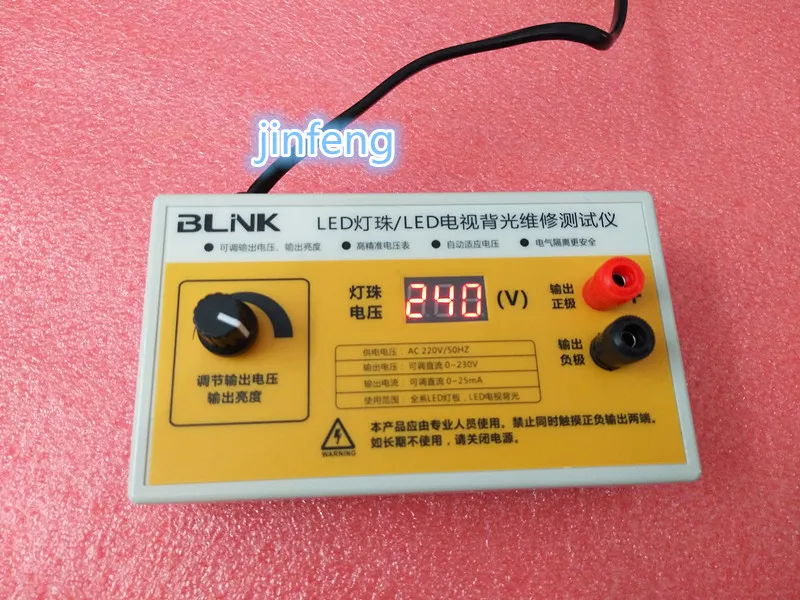 jinfeng
BLiNK
LED灯珠/LED电视背光维修测试仪
● 可调输出电压、输出亮度 ● 高精准电压表 ● 自动适应电压 ● 电气隔离更安全
灯珠
电压
240
(V)
输出
正极
+
输出
负极
调节输出电压
输出亮度
供电电压: AC 220V/50HZ
输出电压: 可调直流 0~230V
输出电流: 可调直流 0~25mA
使用范围: 全系LED灯板、LED电视背光
WARNING
本产品应由专业人员使用。禁止同时触摸正负输出两端。
如长期不使用,请关闭电源。